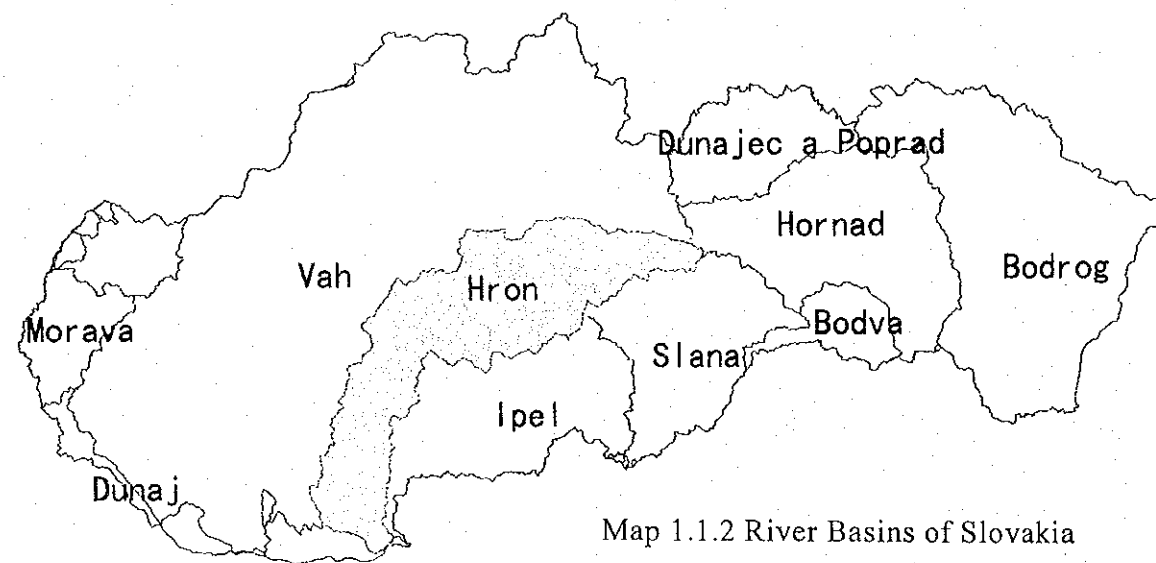 Dunajec a Poprad
Hornad
Vah
Hron
Bodrog
Morava
Bodva
Slana
Ipel
Dunaj
Map 1.1.2 River Basins of Slovakia